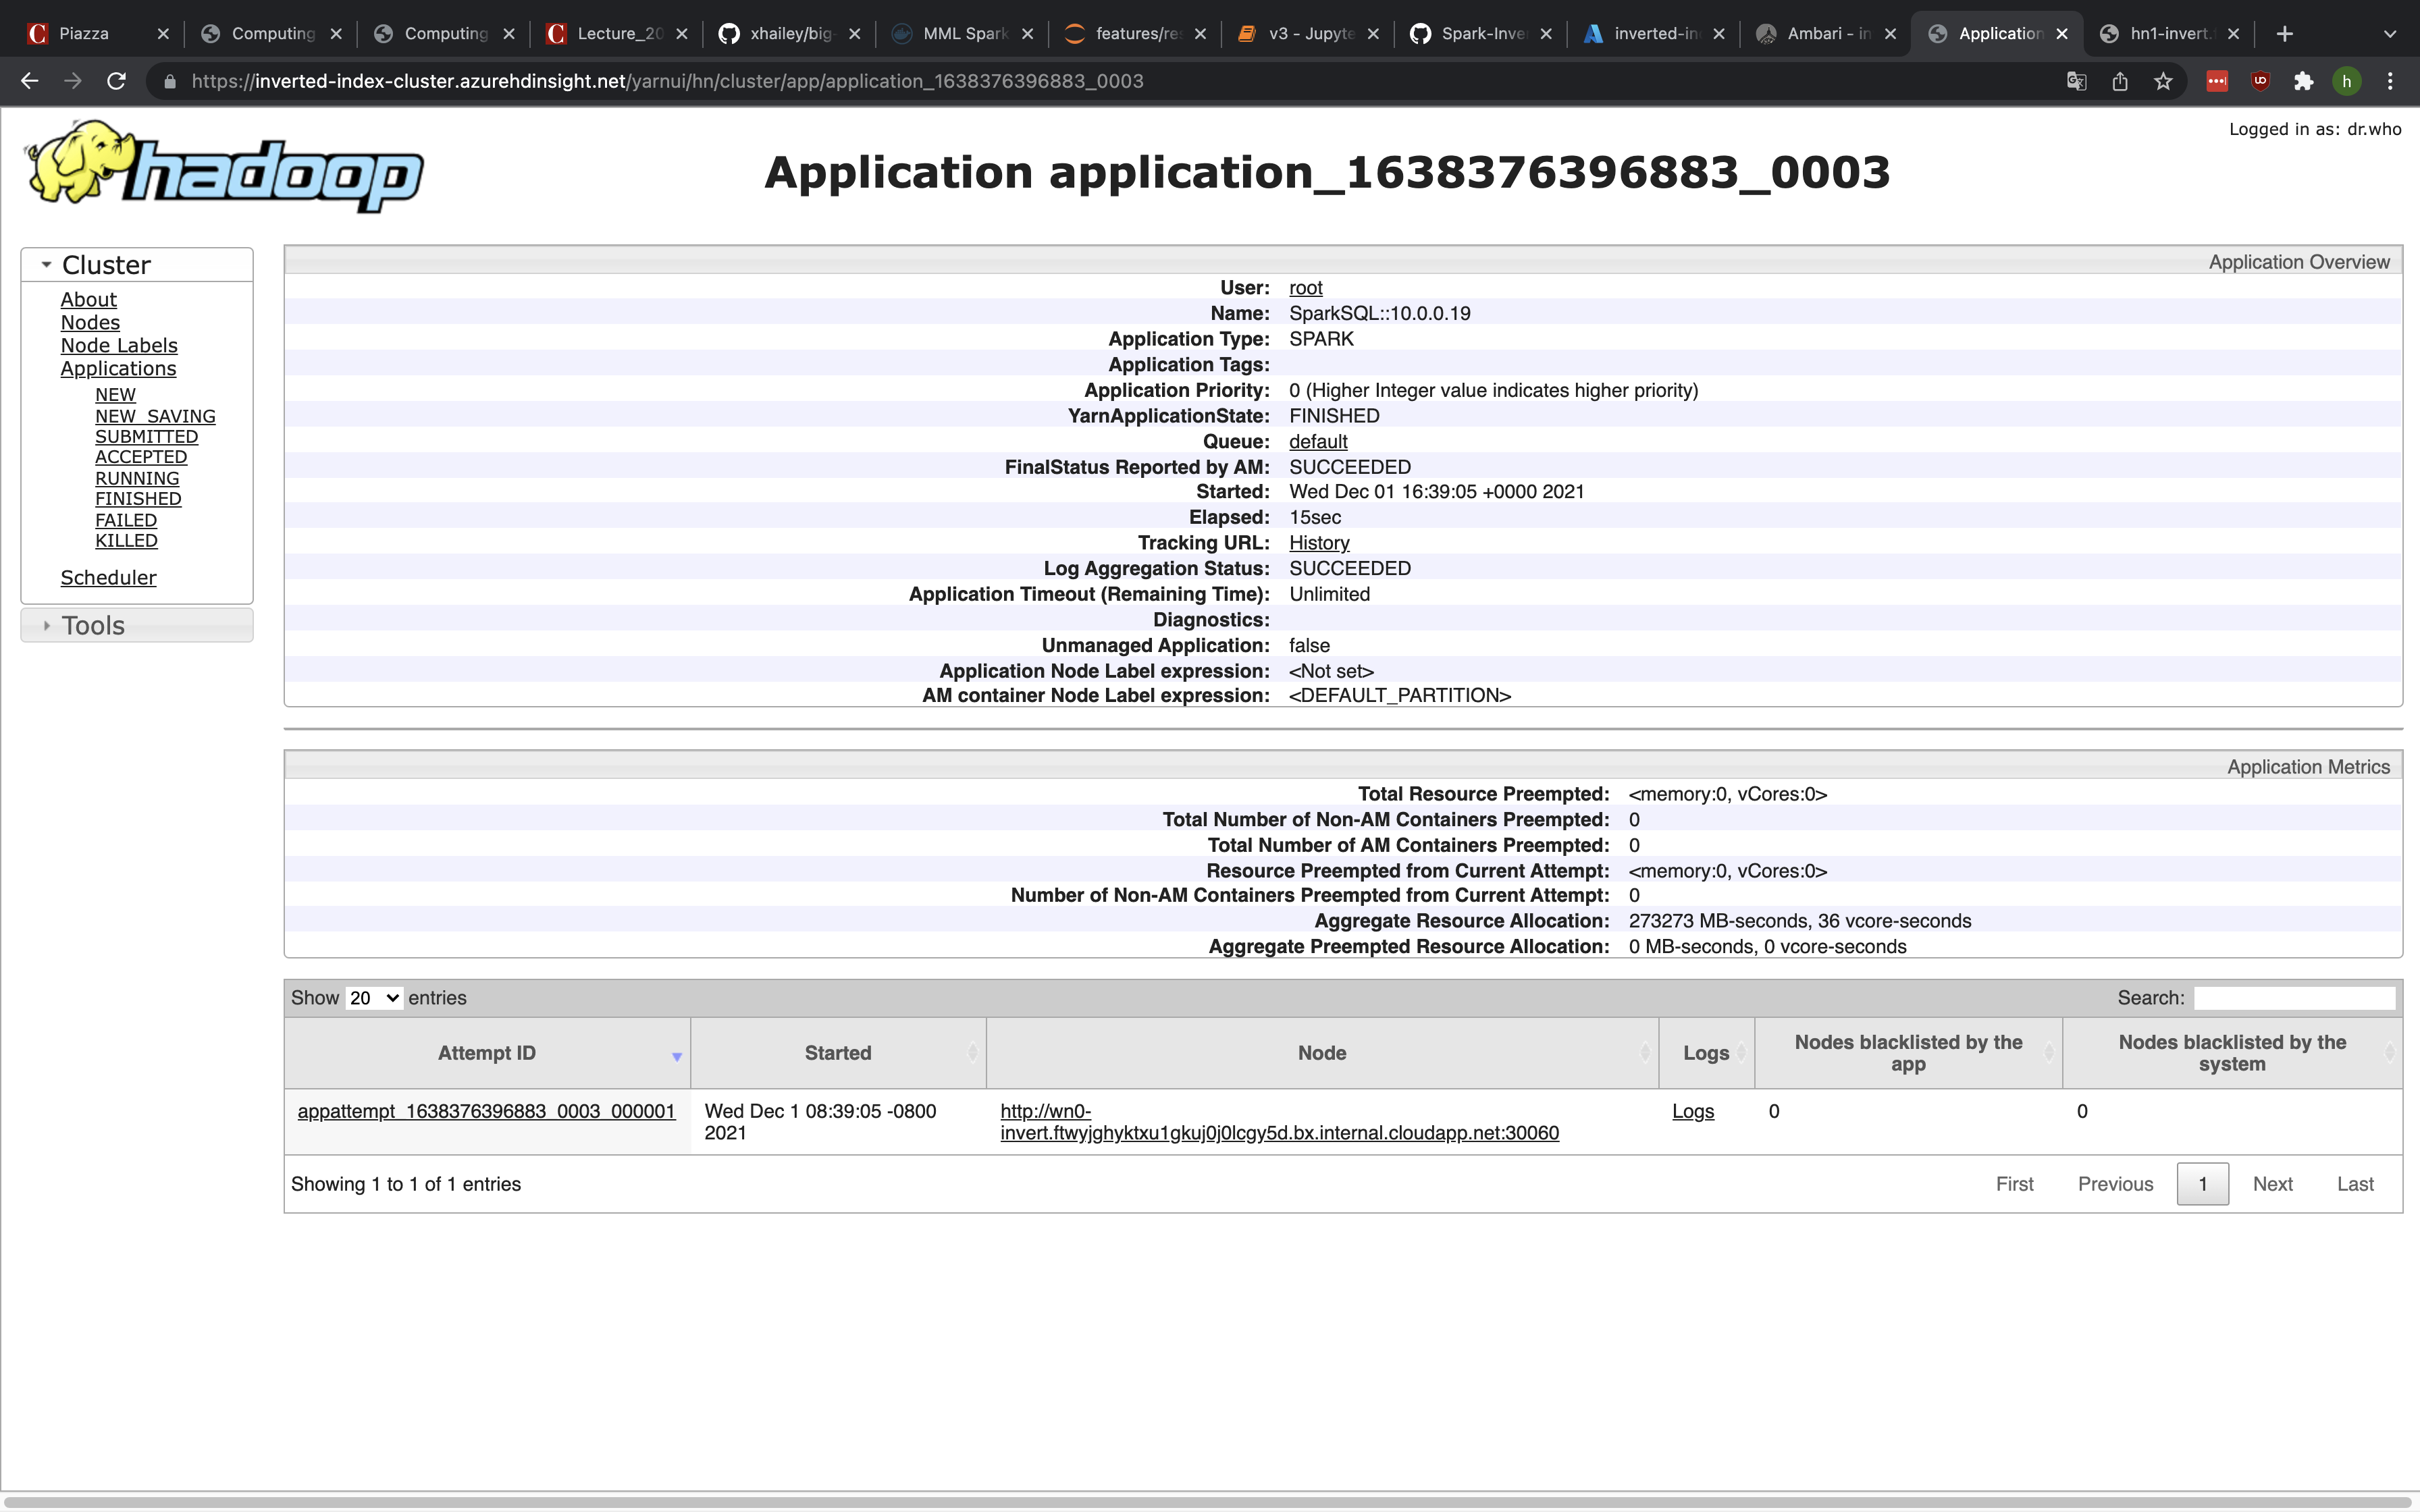 Piazza
Computing
Computing
Lecture_20
xhailey/big-
MML Spark
features/res
v3 - Jupyte
Spark-Inver
inverted-in
Ambari - in
Application
hn1-invert.
https://inverted-index-cluster.azurehdinsight.net/yarnui/hn/cluster/app/application_1638376396883_0003
h
Logged in as: dr.who
hadoop
Application application_1638376396883_0003
Cluster
About
Nodes
Node Labels
Applications
NEW
NEW_SAVING
SUBMITTED
ACCEPTED
RUNNING
FINISHED
FAILED
KILLED
Scheduler
Tools
Application Overview
User: root
Name: SparkSQL::10.0.0.19
Application Type: SPARK
Application Tags:
Application Priority: 0 (Higher Integer value indicates higher priority)
YarnApplicationState: FINISHED
Queue: default
FinalStatus Reported by AM: SUCCEEDED
Started: Wed Dec 01 16:39:05 +0000 2021
Elapsed: 15sec
Tracking URL: History
Log Aggregation Status: SUCCEEDED
Application Timeout (Remaining Time): Unlimited
Diagnostics:
Unmanaged Application: false
Application Node Label expression: <Not set>
AM container Node Label expression: <DEFAULT_PARTITION>
Application Metrics
Total Resource Preempted: <memory:0, vCores:0>
Total Number of Non-AM Containers Preempted: 0
Total Number of AM Containers Preempted: 0
Resource Preempted from Current Attempt: <memory:0, vCores:0>
Number of Non-AM Containers Preempted from Current Attempt: 0
Aggregate Resource Allocation: 273273 MB-seconds, 36 vcore-seconds
Aggregate Preempted Resource Allocation: 0 MB-seconds, 0 vcore-seconds
Show 20 entries
Search:
Attempt ID
Started
Node
Logs
Nodes blacklisted by the
app
Nodes blacklisted by the
system
appattempt_1638376396883_0003_000001
Wed Dec 1 08:39:05 -0800
2021
http://wn0-
invert.ftwyjghyktxu1gkuj0j0lcgy5d.bx.internal.cloudapp.net:30060
Logs
0
0
Showing 1 to 1 of 1 entries
First Previous 1 Next Last